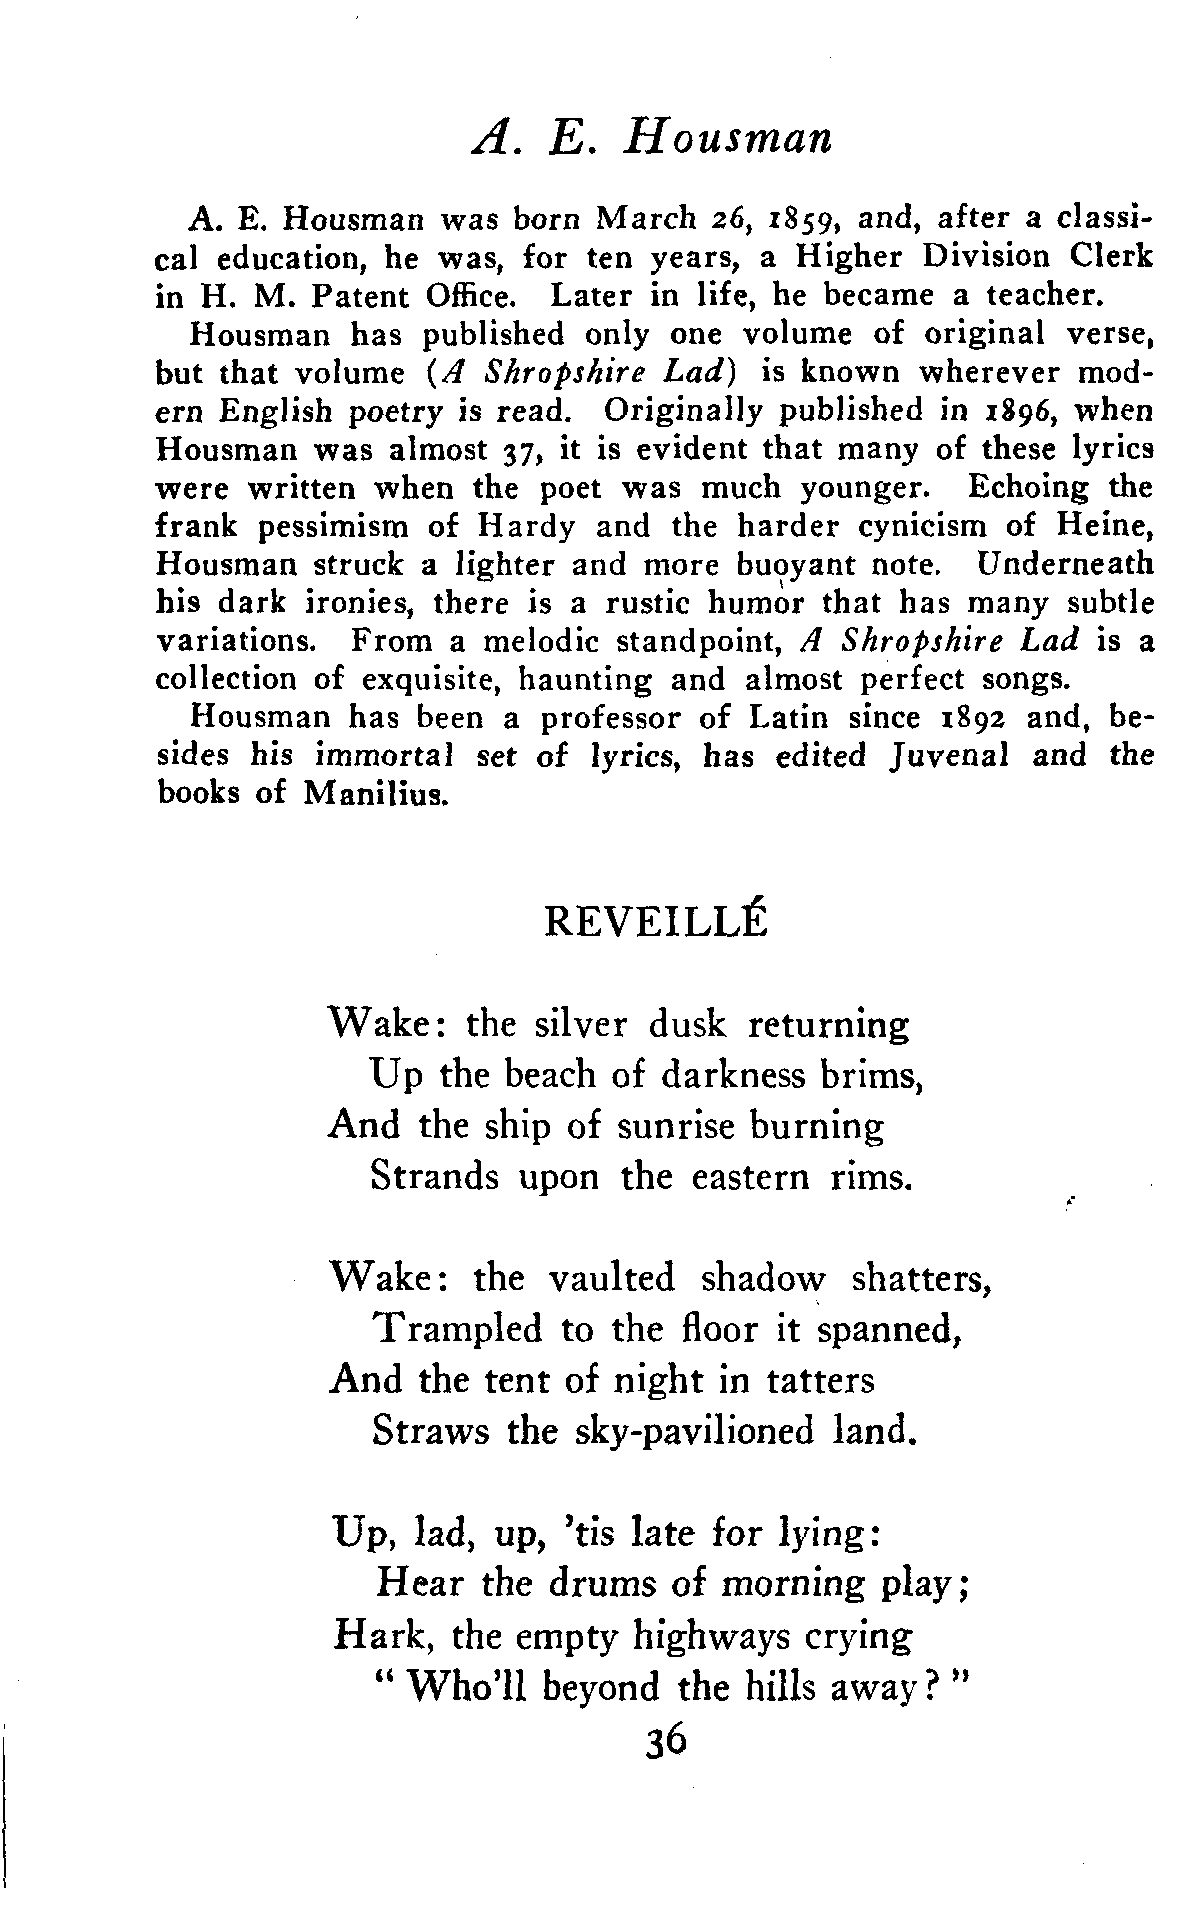 A. E. Housman
A. E. Housman was born March 26, 1859, and, after a classi-
cal education, he was, for ten years, a Higher Division Clerk
in H. M. Patent Office. Later in life, he became a teacher.
Housman has published only one volume of original verse,
but that volume (A Shropshire Lad) is known wherever mod-
ern English poetry is read. Originally published in 1896, when
Housman was almost 37, it is evident that many of these lyrics
were written when the poet was much younger. Echoing the
frank pessimism of Hardy and the harder cynicism of Heine,
Housman struck a lighter and more buoyant note. Underneath
his dark ironies, there is a rustic humor that has many subtle
variations. From a melodic standpoint, A Shropshire Lad is a
collection of exquisite, haunting and almost perfect songs.
Housman has been a professor of Latin since 1892 and, be-
sides his immortal set of lyrics, has edited Juvenal and the
books of Manilius.
REVEILLÉ
Wake: the silver dusk returning
Up the beach of darkness brims,
And the ship of sunrise burning
Strands upon the eastern rims.
Wake: the vaulted shadow shatters,
Trampled to the floor it spanned,
And the tent of night in tatters
Straws the sky-pavilioned land.
Up, lad, up, 'tis late for lying:
Hear the drums of morning play;
Hark, the empty highways crying
" Who'll beyond the hills away? "
36